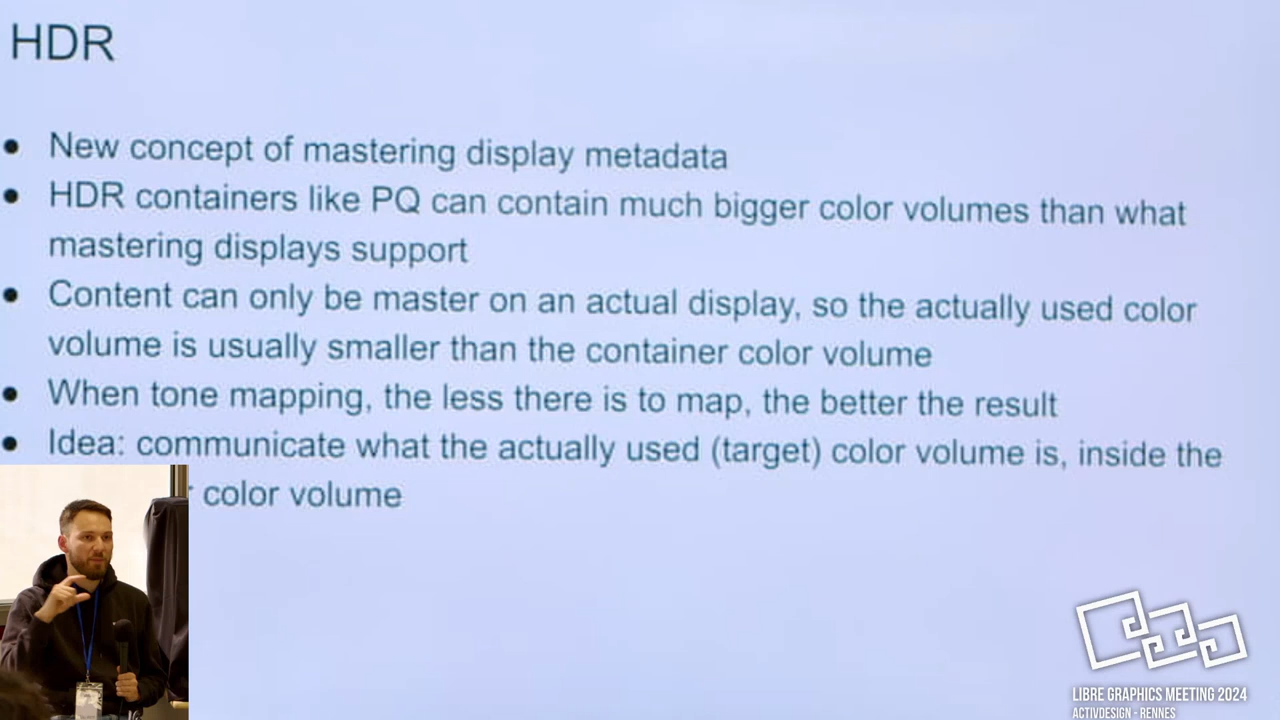 HDR
● New concept of mastering display metadata
● HDR containers like PQ can contain much bigger color volumes than what
mastering displays support
● Content can only be master on an actual display, so the actually used color
volume is usually smaller than the container color volume
● When tone mapping, the less there is to map, the better the result
● Idea: communicate what the actually used (target) color volume is, inside the
color volume
LIBRE GRAPHICS MEETING 2024
ACTIVDESIGN - RENNES